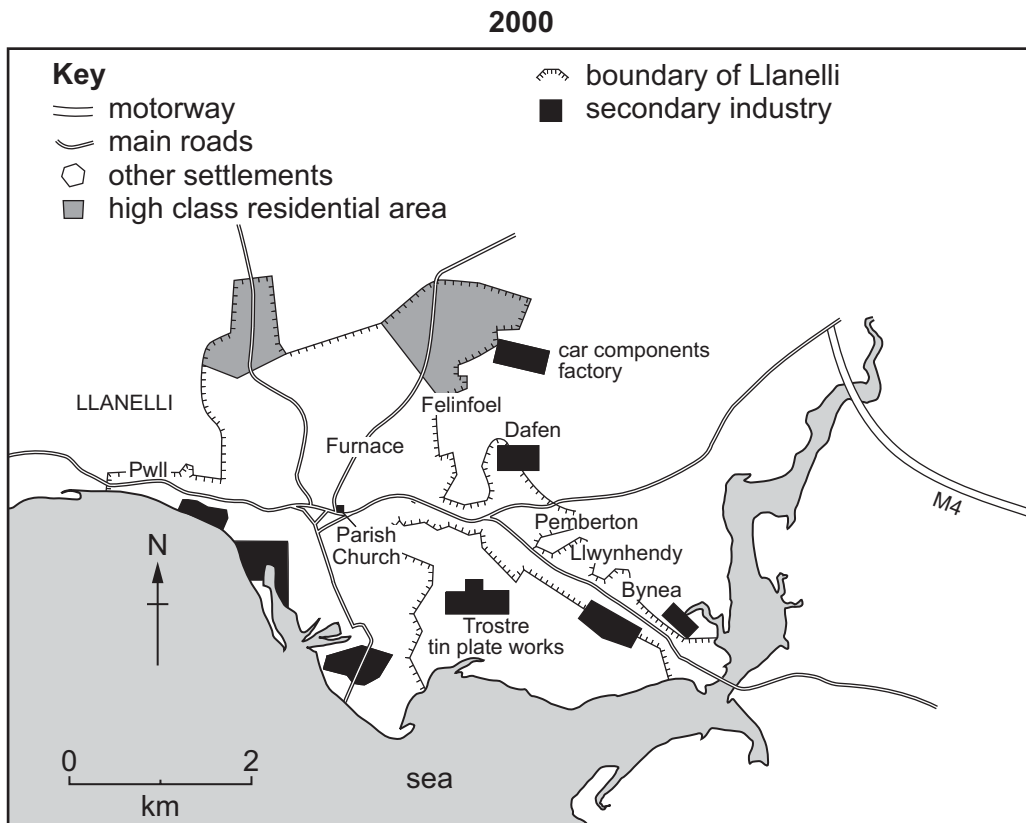 2000
Key
motorway
main roads
other settlements
high class residential area
boundary of Llanelli
secondary industry
car components
factory
LLANELLI
Felinfoel
Dafen
Furnace
Pwll
M4
Parish
Church
Pemberton
Llwynhendy
Bynea
N
Trostre
tin plate works
0
2
km
sea